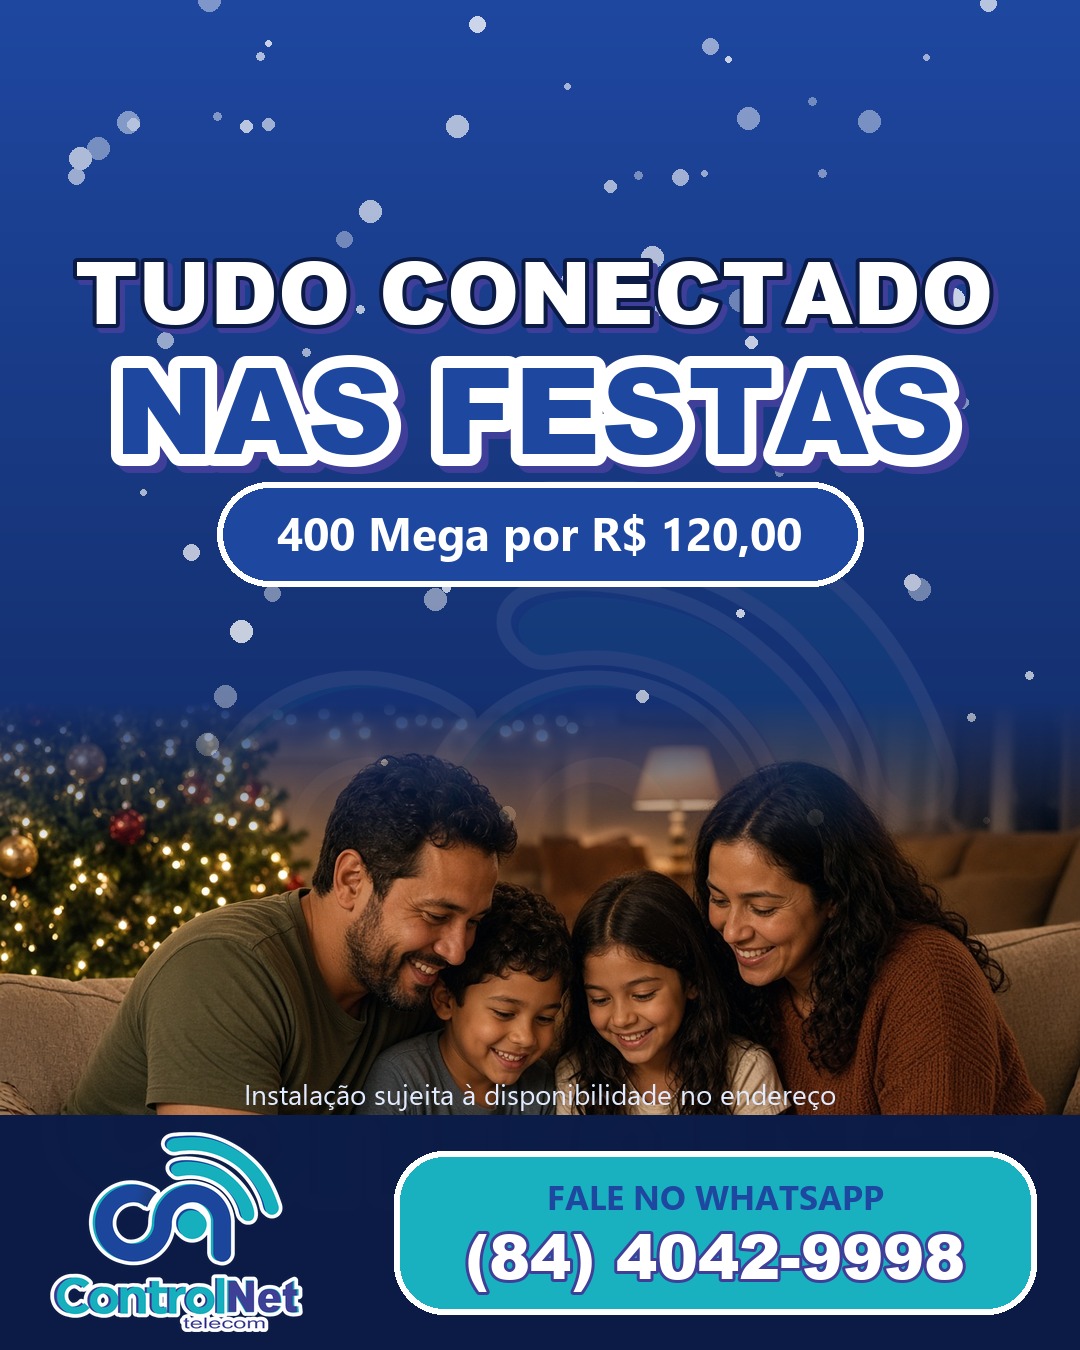 TUDO CONECTADO
NAS FESTAS
400 Mega por R$ 120,00
Instalação sujeita à disponibilidade no endereço
FALE NO WHATSAPP
(84) 4042-9998
ControlNet
telecom